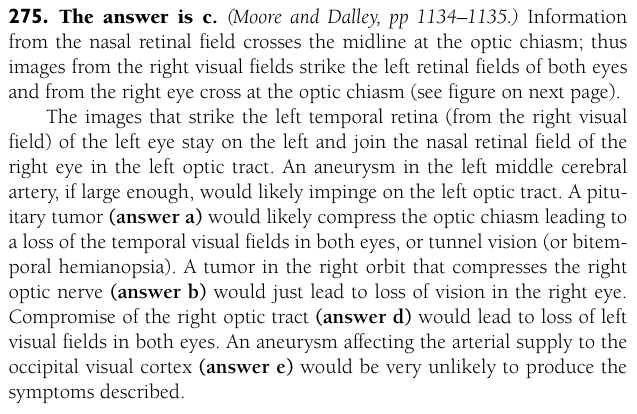 275. The answer is c. (Moore and Dalley, pp 1134–1135.) Information
from the nasal retinal field crosses the midline at the optic chiasm; thus
images from the right visual fields strike the left retinal fields of both eyes
and from the right eye cross at the optic chiasm (see figure on next page).
The images that strike the left temporal retina (from the right visual
field) of the left eye stay on the left and join the nasal retinal field of the
right eye in the left optic tract. An aneurysm in the left middle cerebral
artery, if large enough, would likely impinge on the left optic tract. A pitu-
itary tumor (answer a) would likely compress the optic chiasm leading to
a loss of the temporal visual fields in both eyes, or tunnel vision (or bitem-
poral hemianopsia). A tumor in the right orbit that compresses the right
optic nerve (answer b) would just lead to loss of vision in the right eye.
Compromise of the right optic tract (answer d) would lead to loss of left
visual fields in both eyes. An aneurysm affecting the arterial supply to the
occipital visual cortex (answer e) would be very unlikely to produce the
symptoms described.